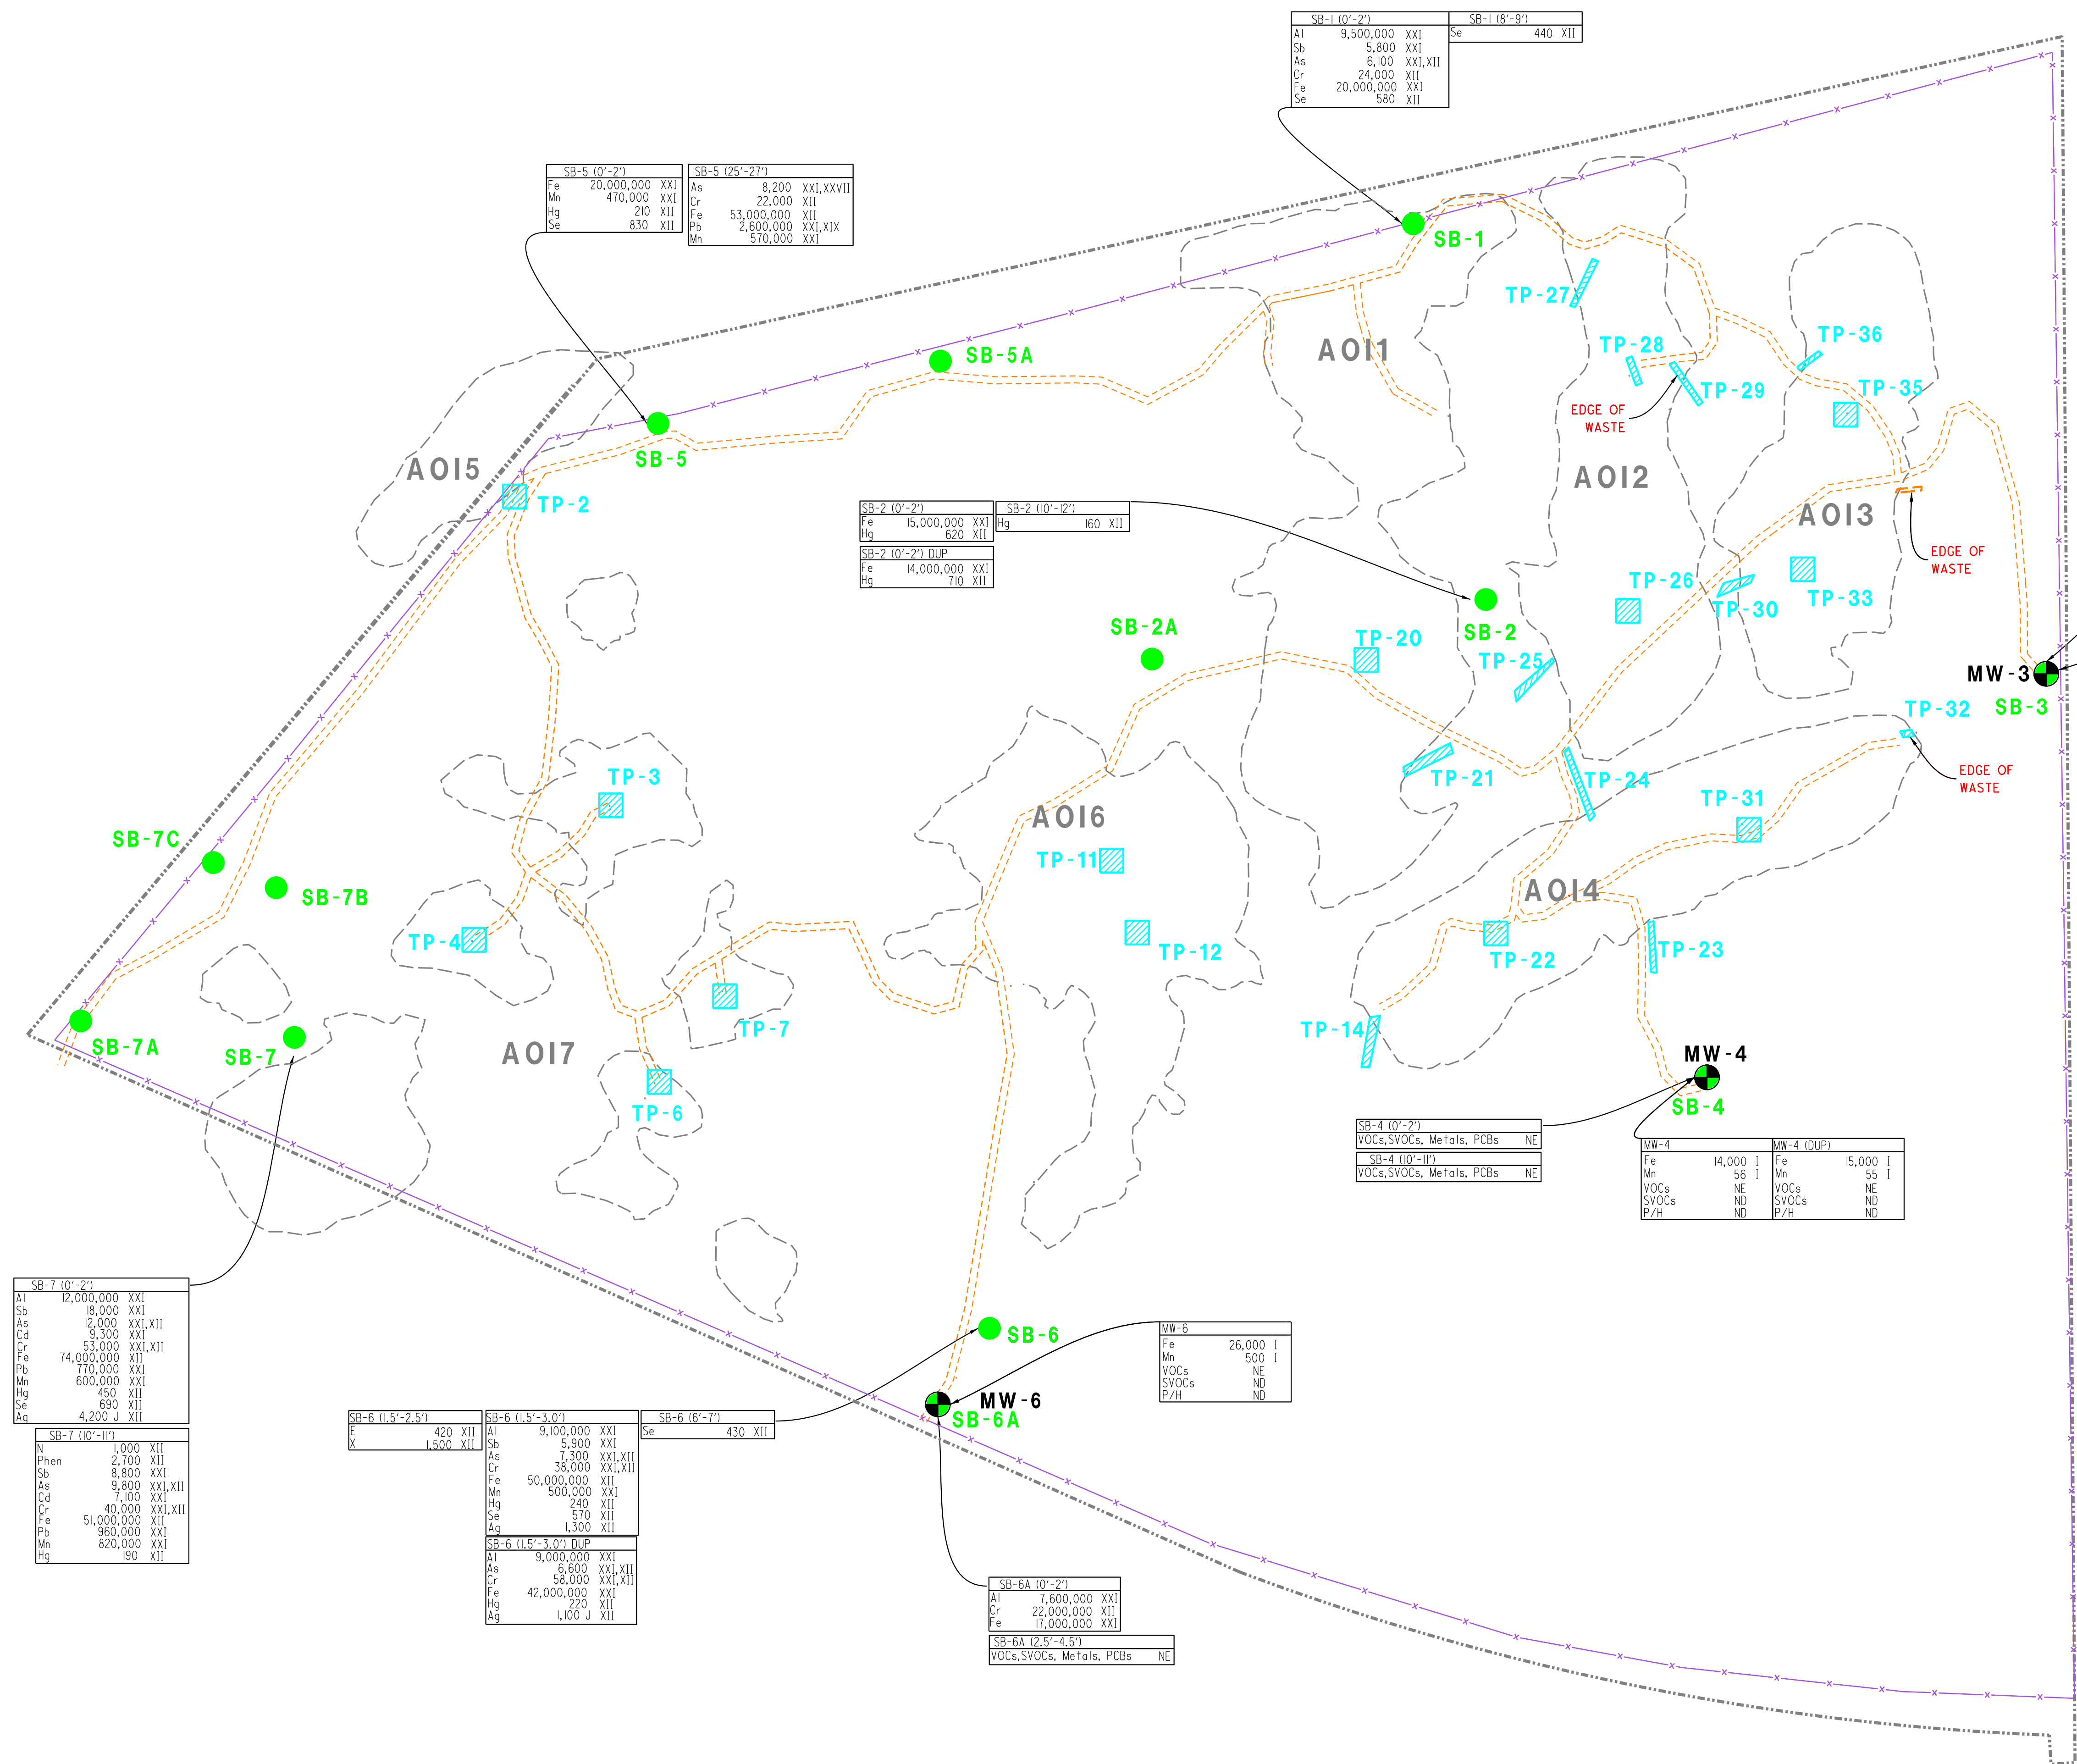 SB-1 (0'-2')
Al 9,500,000 XXI
Sb 5,800 XXI
As 6,100 XXI,XII
Cr 24,000 XII
Fe 20,000,000 XXI
Se 580 XII
SB-1 (8'-9')
Se 440 XII
SB-5 (0'-2')
Fe 20,000,000 XXI
Mn 470,000 XXI
Hg 210 XII
Se 830 XII
SB-5 (25'-27')
As 8,200 XXI,XXVII
Cr 22,000 XII
Fe 53,000,000 XII
Pb 2,600,000 XXI,XIX
Mn 570,000 XXI
SB-1
TP-27
SB-5A
AOI1
TP-28
TP-36
TP-29
TP-35
EDGE OF
WASTE
SB-5
AOI5
TP-2
AOI2
AOI3
SB-2 (0'-2')
Fe 15,000,000 XXI
Hg 620 XII
SB-2 (10'-12')
Hg 160 XII
SB-2 (0'-2') DUP
Fe 14,000,000 XXI
Hg 710 XII
EDGE OF
WASTE
TP-26
TP-33
TP-30
SB-2A
SB-2
TP-20
TP-25
MW-3
SB-3
TP-32
TP-3
TP-21
TP-24
EDGE OF
WASTE
TP-31
AOI6
SB-7C
TP-11
SB-7B
AOI4
TP-4
TP-12
TP-22
TP-23
TP-7
TP-14
SB-7A
SB-7
AOI7
MW-4
TP-6
SB-4
SB-4 (0'-2')
VOCs,SVOCs, Metals, PCBs NE
SB-4 (10'-11')
VOCs,SVOCs, Metals, PCBs NE
MW-4
Fe 14,000 I
Mn 56 I
VOCs NE
SVOCs ND
P/H ND
MW-4 (DUP)
Fe 15,000 I
Mn 55 I
VOCs NE
SVOCs ND
P/H ND
SB-7 (0'-2')
Al 12,000,000 XXI
Sb 18,000 XXI
As 12,000 XXI,XII
Cd 9,300 XXI
Cr 53,000 XXI,XII
Fe 74,000,000 XII
Pb 770,000 XXI
Mn 600,000 XXI
Hg 450 XII
Se 690 XII
Ag 4,200 J XII
SB-7 (10'-11')
N 1,000 XII
Phen 2,700 XII
Sb 8,800 XXI
As 9,800 XXI,XII
Cd 7,100 XXI
Cr 40,000 XXI,XII
Fe 51,000,000 XII
Pb 960,000 XXI
Mn 820,000 XXI
Hg 190 XII
SB-6
MW-6
Fe 26,000 I
Mn 500 I
VOCs NE
SVOCs ND
P/H ND
MW-6
SB-6A
SB-6 (1.5'-2.5')
E 420 XII
X 1,500 XII
SB-6 (1.5'-3.0')
Al 9,100,000 XXI
Sb 5,900 XXI
As 7,300 XXI,XII
Cr 38,000 XXI,XII
Fe 50,000,000 XII
Mn 500,000 XXI
Hg 240 XII
Se 570 XII
Ag 1,300 XII
SB-6 (6'-7')
Se 430 XII
SB-6 (1.5'-3.0') DUP
Al 9,000,000 XXI
As 6,600 XXI,XII
Cr 58,000 XXI,XII
Fe 42,000,000 XXI
Hg 220 XII
Ag 1,100 J XII
SB-6A (0'-2')
Al 7,600,000 XXI
Cr 22,000,000 XII
Fe 17,000,000 XXI
SB-6A (2.5'-4.5')
VOCs,SVOCs, Metals, PCBs NE